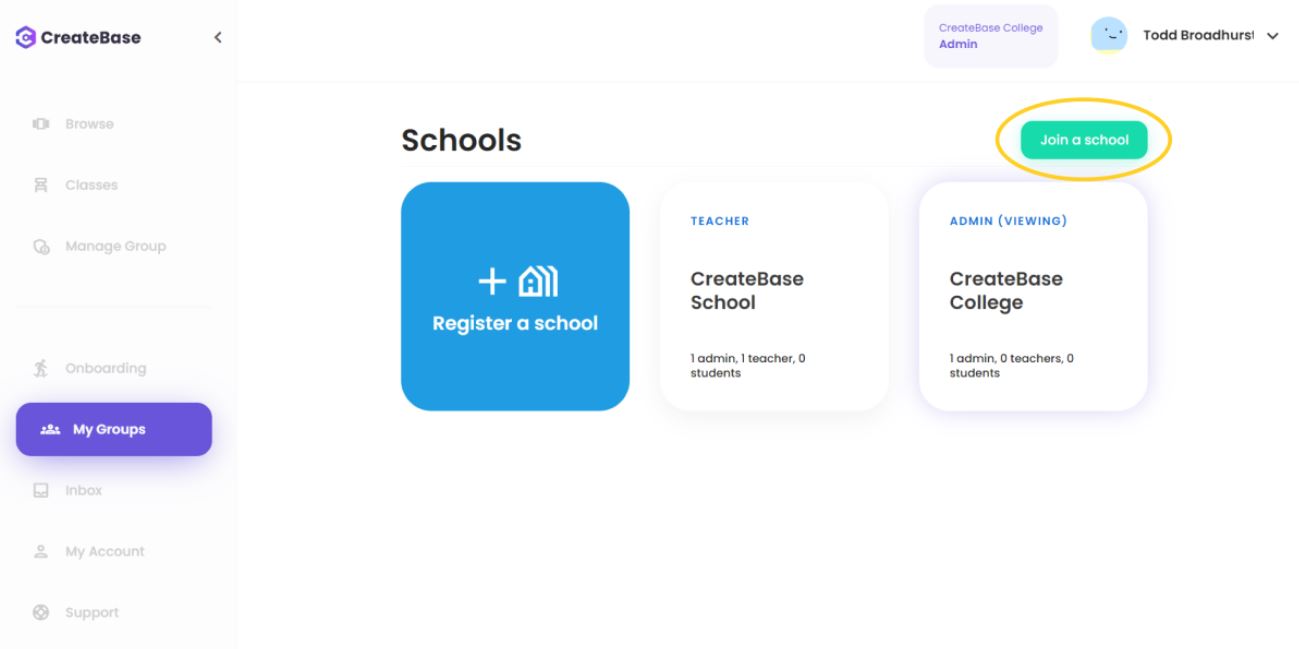 CreateBase
CreateBase College
Admin
Todd Broadhurst
Browse
Classes
Manage Group
Onboarding
My Groups
Inbox
My Account
Support
Schools
Join a school
Register a school
TEACHER
CreateBase
School
1 admin, 1 teacher, 0
students
ADMIN (VIEWING)
CreateBase
College
1 admin, 0 teachers, 0
students